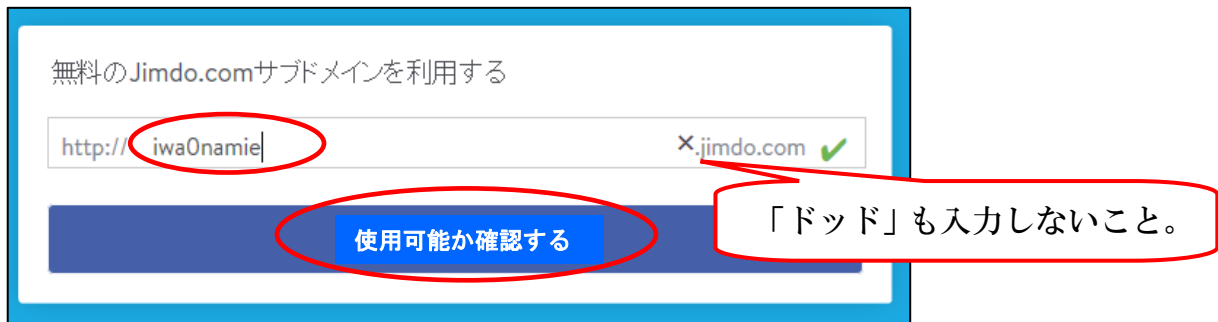 無料のJimdo.comサブドメインを利用する
http:// iwa0namie ×.jimdo.com ✔
「ドッド」も入力しないこと。
使用可能か確認する